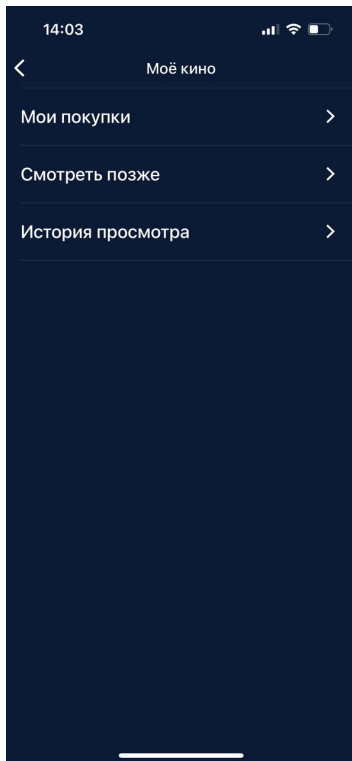 14:03
Моё кино
Мои покупки
Смотреть позже
История просмотра